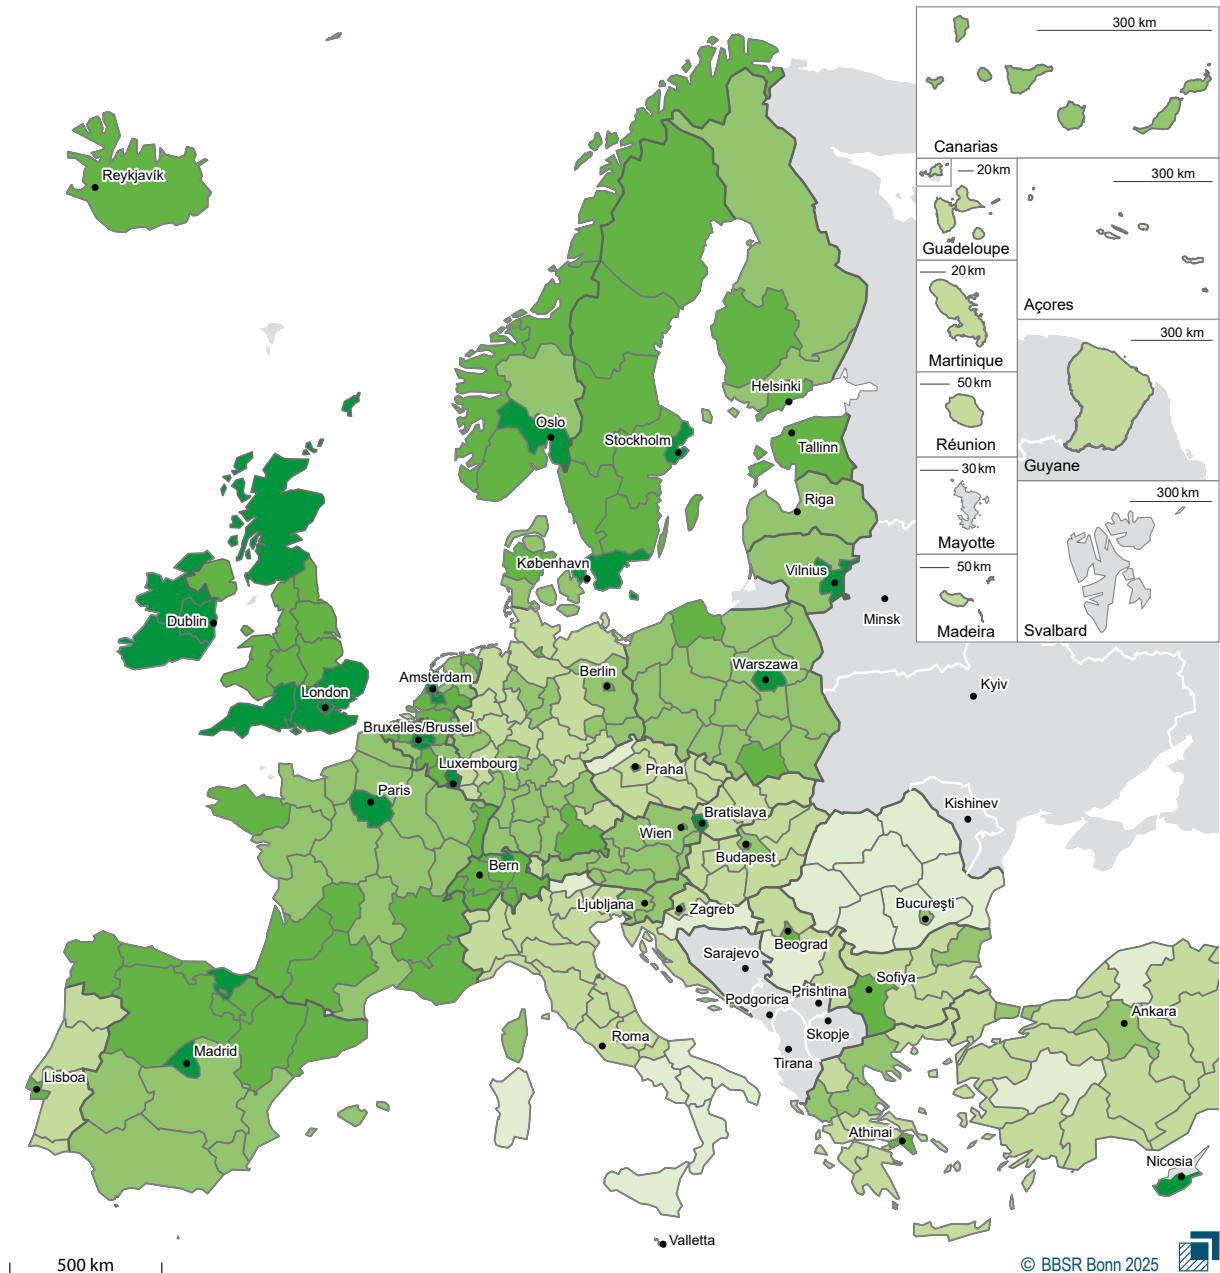 300 km
Canarias
20 km
Guadeloupe
300 km
Açores
20 km
Martinique
300 km
Guyane
50 km
Réunion
30 km
Mayotte
300 km
Svalbard
50 km
Madeira
Reykjavík
Helsinki
Oslo
Stockholm
Tallinn
Riga
København
Vilnius
Minsk
Dublin
Amsterdam
Berlin
Warszawa
Kyiv
London
Bruxelles/Brussel
Luxembourg
Praha
Paris
Kishinev
Bratislava
Wien
Budapest
Bern
Ljubljana
Zagreb
Bucureşti
Beograd
Sarajevo
Sofiya
Prishtina
Podgorica
Ankara
Skopje
Roma
Madrid
Tirana
Lisboa
Athinai
Nicosia
Valletta
500 km
© BBSR Bonn 2025